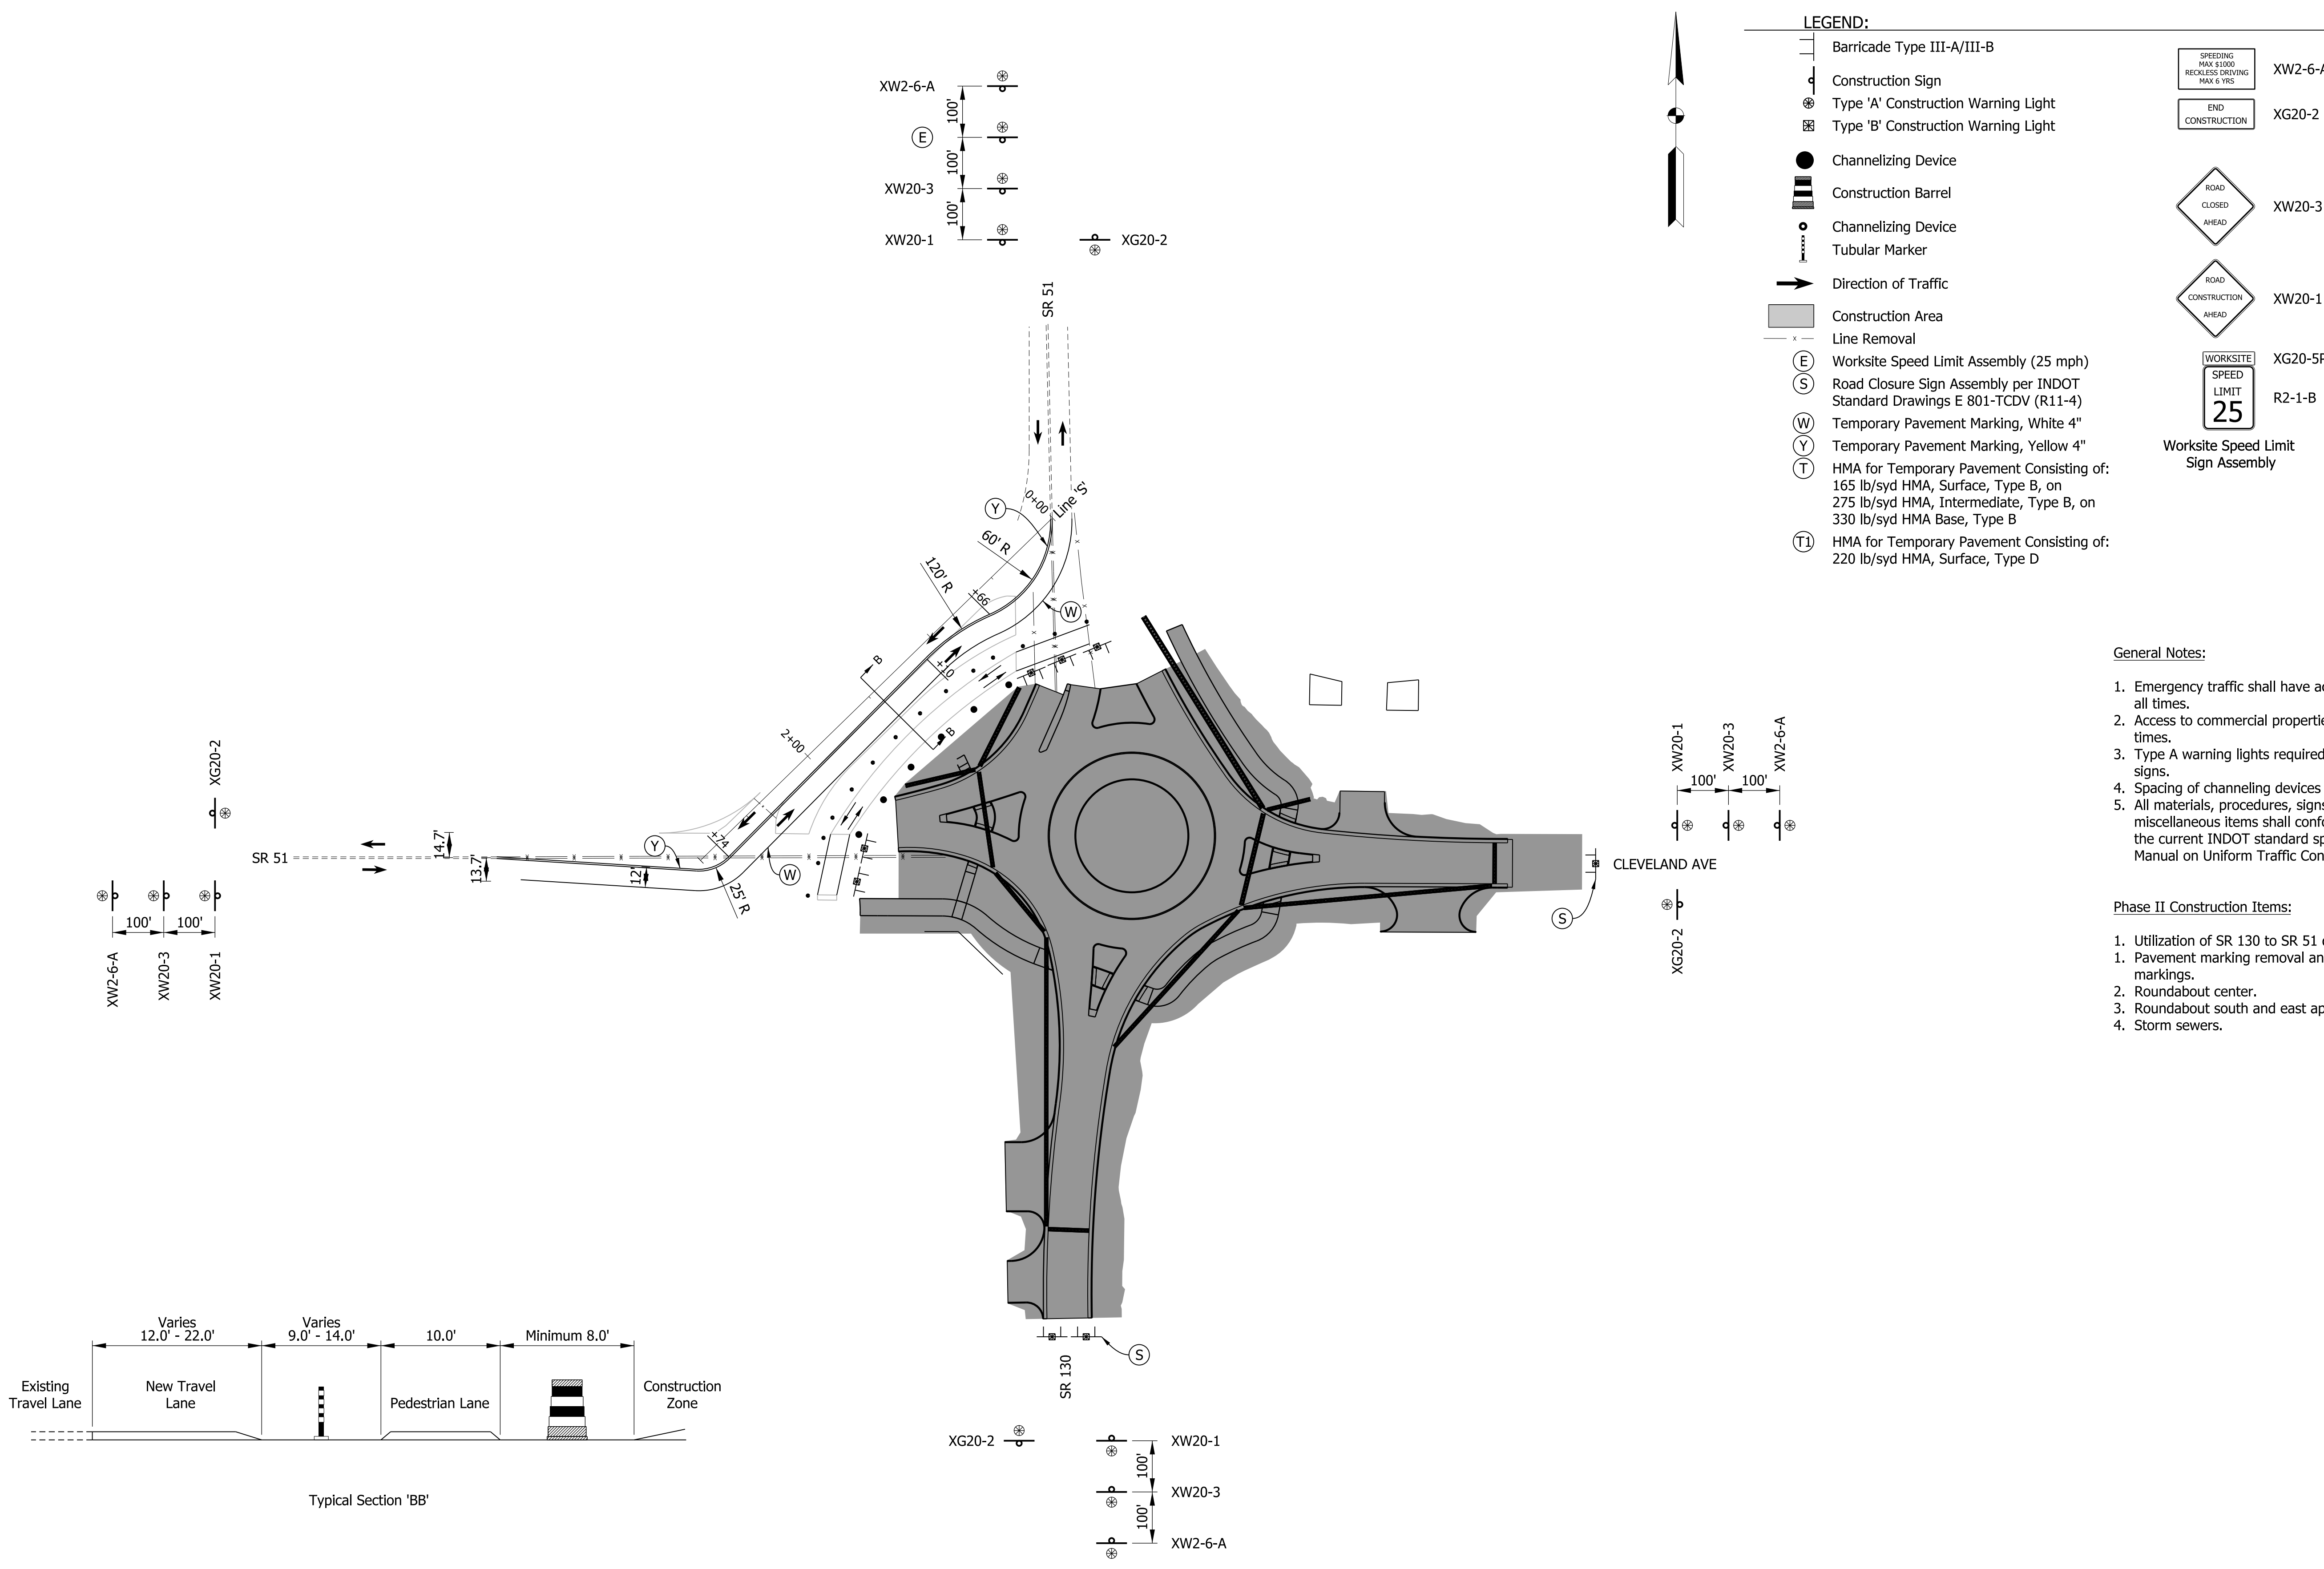 LEGEND:
Barricade Type III-A/III-B
Construction Sign
Type 'A' Construction Warning Light
Type 'B' Construction Warning Light
Channelizing Device
Construction Barrel
Channelizing Device
Tubular Marker
Direction of Traffic
Construction Area
x
Line Removal
E
Worksite Speed Limit Assembly (25 mph)
S
Road Closure Sign Assembly per INDOT
Standard Drawings E 801-TCDV (R11-4)
W
Temporary Pavement Marking, White 4"
Y
Temporary Pavement Marking, Yellow 4"
T
HMA for Temporary Pavement Consisting of:
165 lb/syd HMA, Surface, Type B, on
275 lb/syd HMA, Intermediate, Type B, on
330 lb/syd HMA Base, Type B
T1
HMA for Temporary Pavement Consisting of:
220 lb/syd HMA, Surface, Type D
SPEEDING
MAX $1000
RECKLESS DRIVING
MAX 6 YRS
XW2-6-A
END
CONSTRUCTION
XG20-2
ROAD
CLOSED
AHEAD
XW20-3
ROAD
CONSTRUCTION
AHEAD
XW20-1
WORKSITE
XG20-5P
SPEED
LIMIT
25
R2-1-B
Worksite Speed Limit
Sign Assembly
General Notes:
1. Emergency traffic shall have
all times.
2. Access to commercial
times.
3. Type A warning lights required
signs.
4. Spacing of channeling devices
5. All materials, procedures, signs
miscellaneous items shall
the current INDOT standard
Manual on Uniform Traffic
Phase II Construction Items:
1. Utilization of SR 130 to SR 51
1. Pavement marking removal
markings.
2. Roundabout center.
3. Roundabout south and east
4. Storm sewers.
XW2-6-A
100'
E
100'
XW20-3
100'
XW20-1
XG20-2
SR 51
Y
0+00
Line 'S'
60' R
120' R
+66
W
+10
B
B
2+00
+74
Y
W
12'
25' R
14.7'
13.7'
SR 51
XG20-2
100'
100'
XW2-6-A
XW20-3
XW20-1
XW20-1
XW20-3
XW2-6-A
100'
100'
CLEVELAND AVE
S
XG20-2
S
SR 130
XG20-2
XW20-1
100'
XW20-3
100'
XW2-6-A
Varies
12.0' - 22.0'
Varies
9.0' - 14.0'
10.0'
Minimum 8.0'
Existing
Travel Lane
New Travel
Lane
Pedestrian Lane
Construction
Zone
Typical Section 'BB'